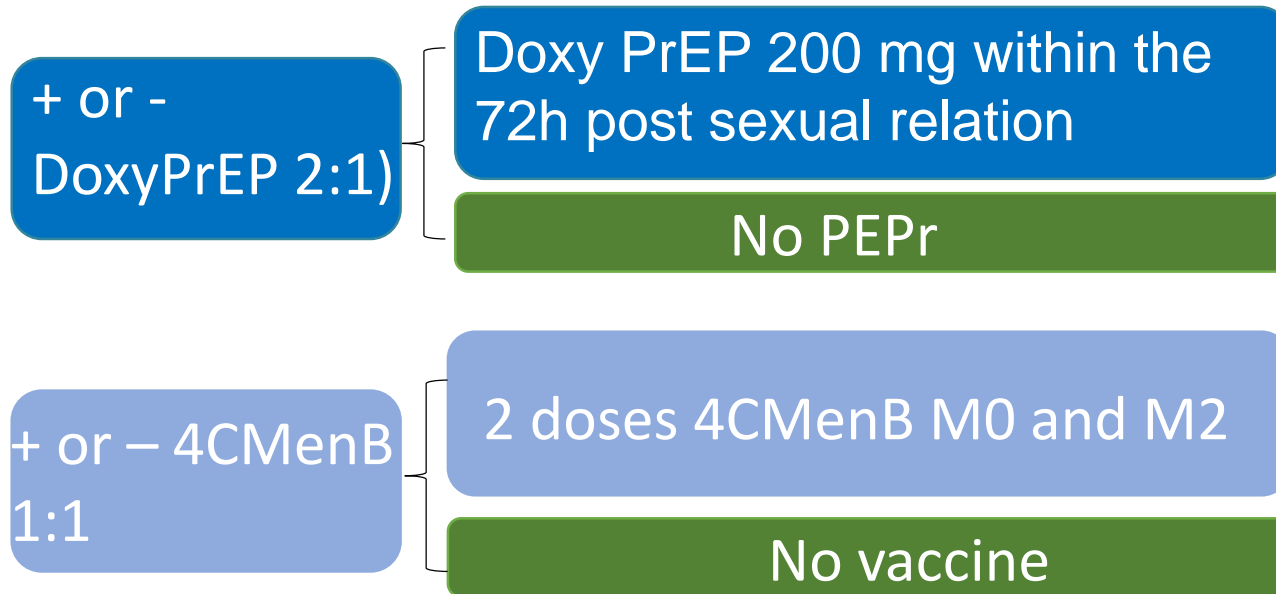 + or -
DoxyPrEP 2:1)
Doxy PrEP 200 mg within the
72h post sexual relation
No PEPr
+ or – 4CMenB
1:1
2 doses 4CMenB M0 and M2
No vaccine